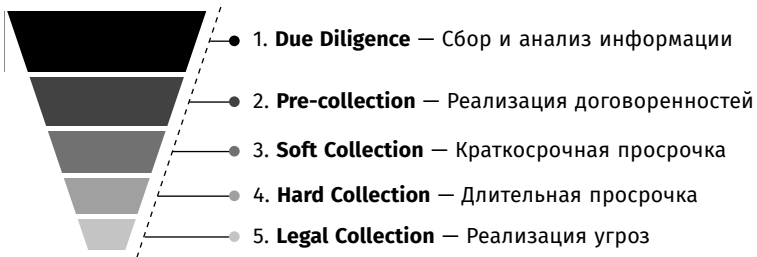 1. Due Diligence — Сбор и анализ информации
2. Pre-collection — Реализация договоренностей
3. Soft Collection — Краткосрочная просрочка
4. Hard Collection — Длительная просрочка
5. Legal Collection — Реализация угроз